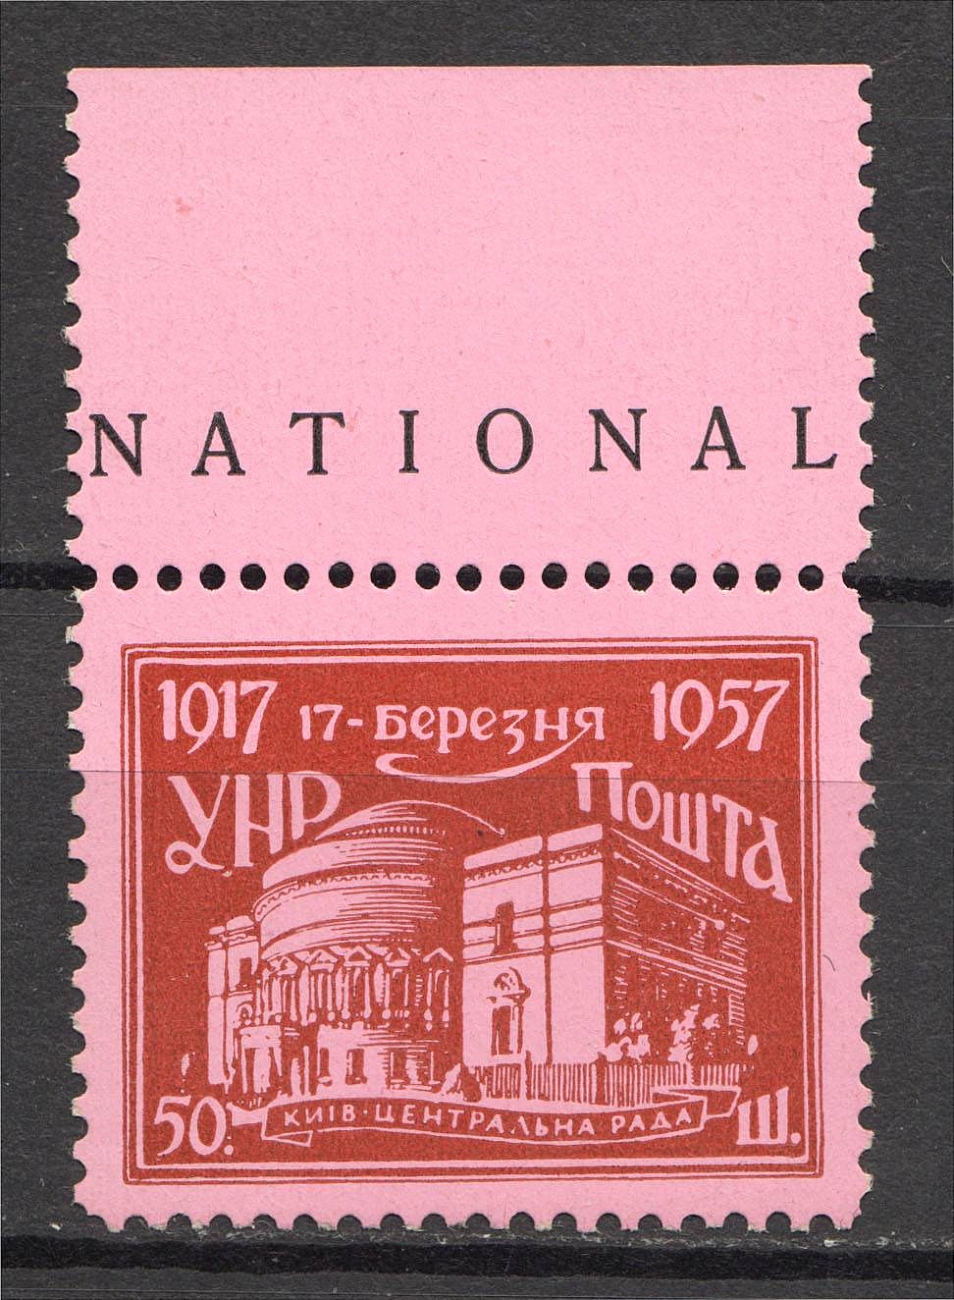 NATIONAL
1917 17-Березня 1957
УНР Пошта
50. Ш.
КИЇВ·ЦЕНТРАЛЬНА РАДА